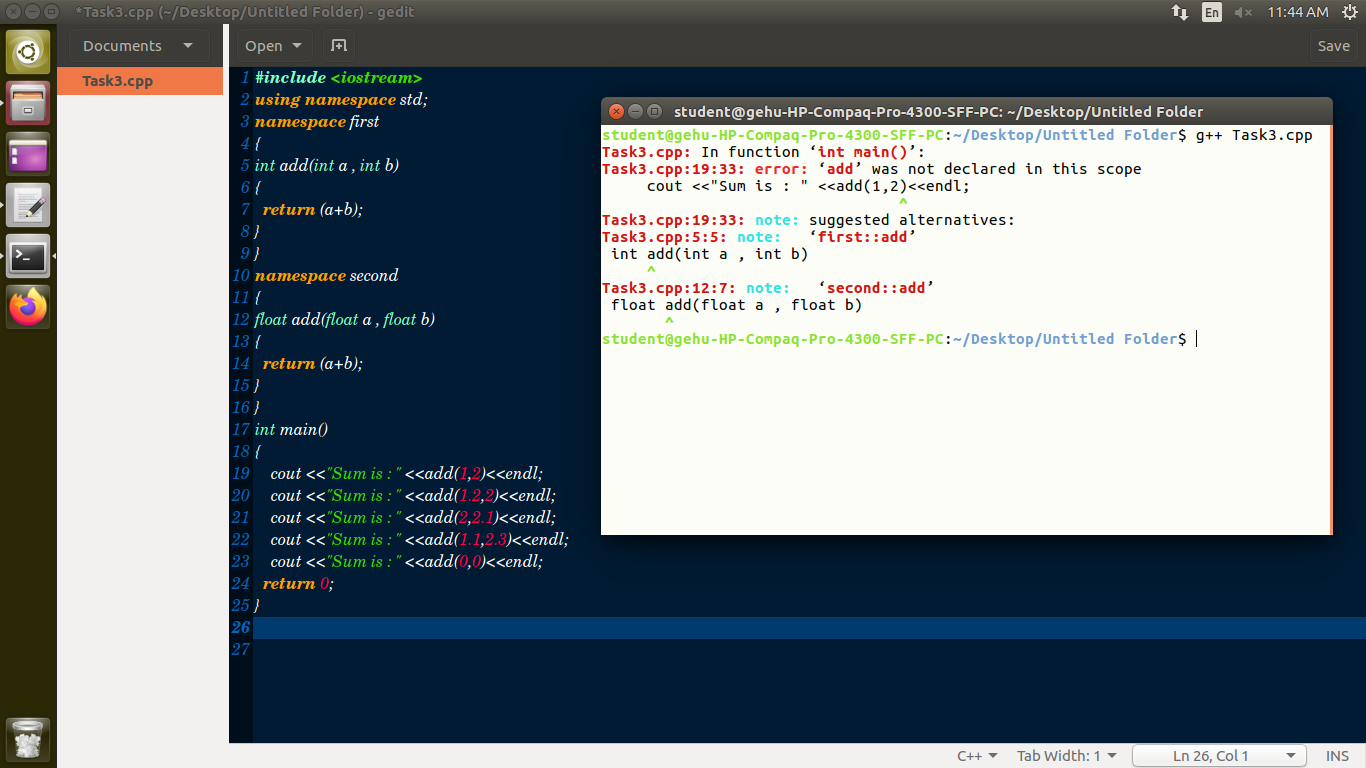 *Task3.cpp (~/Desktop/Untitled Folder) - gedit
En
11:44 AM
Documents
Open
Save
Task3.cpp
1 #include <iostream>
2 using namespace std;
3 namespace first
4 {
5 int add(int a , int b)
6 {
7 return (a+b);
8 }
9 }
10 namespace second
11 {
12 float add(float a , float b)
13 {
14 return (a+b);
15 }
16 }
17 int main()
18 {
19 cout <<"Sum is : " <<add(1,2)<<endl;
20 cout <<"Sum is : " <<add(1.2,2)<<endl;
21 cout <<"Sum is : " <<add(2,2.1)<<endl;
22 cout <<"Sum is : " <<add(1.1,2.3)<<endl;
23 cout <<"Sum is : " <<add(0,0)<<endl;
24 return 0;
25 }
26
27
student@gehu-HP-Compaq-Pro-4300-SFF-PC: ~/Desktop/Untitled Folder
student@gehu-HP-Compaq-Pro-4300-SFF-PC:~/Desktop/Untitled Folder$ g++ Task3.cpp
Task3.cpp: In function ‘int main()’:
Task3.cpp:19:33: error: ‘add’ was not declared in this scope
cout <<"Sum is : " <<add(1,2)<<endl;
^
Task3.cpp:19:33: note: suggested alternatives:
Task3.cpp:5:5: note: ‘first::add’
int add(int a , int b)
^
Task3.cpp:12:7: note: ‘second::add’
float add(float a , float b)
^
student@gehu-HP-Compaq-Pro-4300-SFF-PC:~/Desktop/Untitled Folder$
C++
Tab Width: 1
Ln 26, Col 1
INS